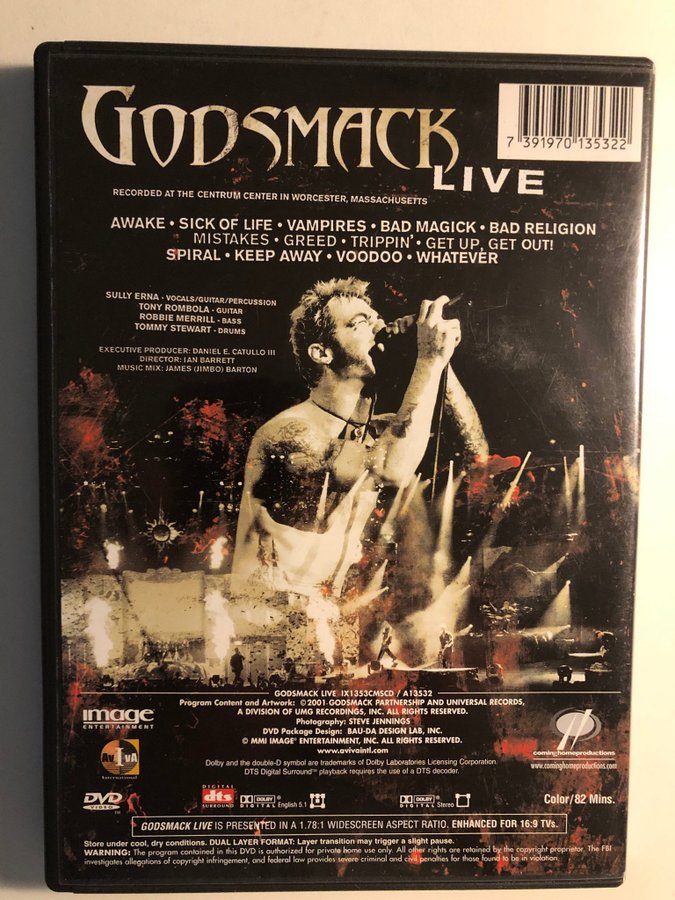 GODSMACK
LIVE
7 391970 135322
RECORDED AT THE CENTRUM CENTER IN WORCESTER, MASSACHUSETTS
AWAKE • SICK OF LIFE • VAMPIRES • BAD MAGICK • BAD RELIGION
MISTAKES • GREED • TRIPPIN' • GET UP, GET OUT!
SPIRAL • KEEP AWAY • VOODOO • WHATEVER
SULLY ERNA - VOCALS/GUITAR/PERCUSSION
TONY ROMBOLA - GUITAR
ROBBIE MERRILL - BASS
TOMMY STEWART - DRUMS
EXECUTIVE PRODUCER: DANIEL E. CATULLO III
DIRECTOR: IAN BARRETT
MUSIC MIX: JAMES (JIMBO) BARTON
GODSMACK LIVE IX1353CMSCD / A13532
Program Content and Artwork: ©2001 GODSMACK PARTNERSHIP AND UNIVERSAL RECORDS,
A DIVISION OF UMG RECORDINGS, INC. ALL RIGHTS RESERVED.
Photography: STEVE JENNINGS
DVD Package Design: BAU-DA DESIGN LAB, INC.
© MMI IMAGE® ENTERTAINMENT, INC. ALL RIGHTS RESERVED.
www.avivaintl.com
image
ENTERTAINMENT
AvIvA
International
cominghomeproductions
www.cominghomeproductions.com
Dolby and the double-D symbol are trademarks of Dolby Laboratories Licensing Corporation.
DTS Digital Surround™ playback requires the use of a DTS decoder.
DVD
VIDEO
TM
DIGITAL
dts
SURROUND
DOLBY
DIGITAL English 5.1
DOLBY
DIGITAL Stereo
Color/82 Mins.
GODSMACK LIVE IS PRESENTED IN A 1.78:1 WIDESCREEN ASPECT RATIO. ENHANCED FOR 16:9 TVs.
Store under cool, dry conditions. DUAL LAYER FORMAT: Layer transition may trigger a slight pause.
WARNING: The program contained in this DVD is authorized for private home use only. All other rights are retained by the copyright proprietor. The FBI
investigates allegations of copyright infringement, and federal law provides severe criminal and civil penalties for those found to be in violation.